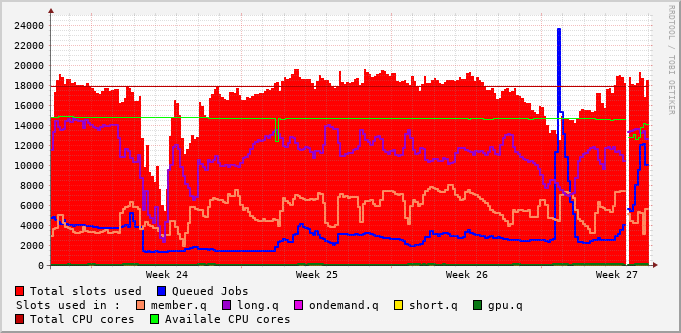 RRDTOOL / TOBI OETIKER
24000
22000
20000
18000
16000
14000
12000
10000
8000
6000
4000
2000
0
Week 24 Week 25 Week 26 Week 27
Total slots used Queued Jobs
Slots used in : member.q long.q ondemand.q short.q gpu.q
Total CPU cores Availale CPU cores